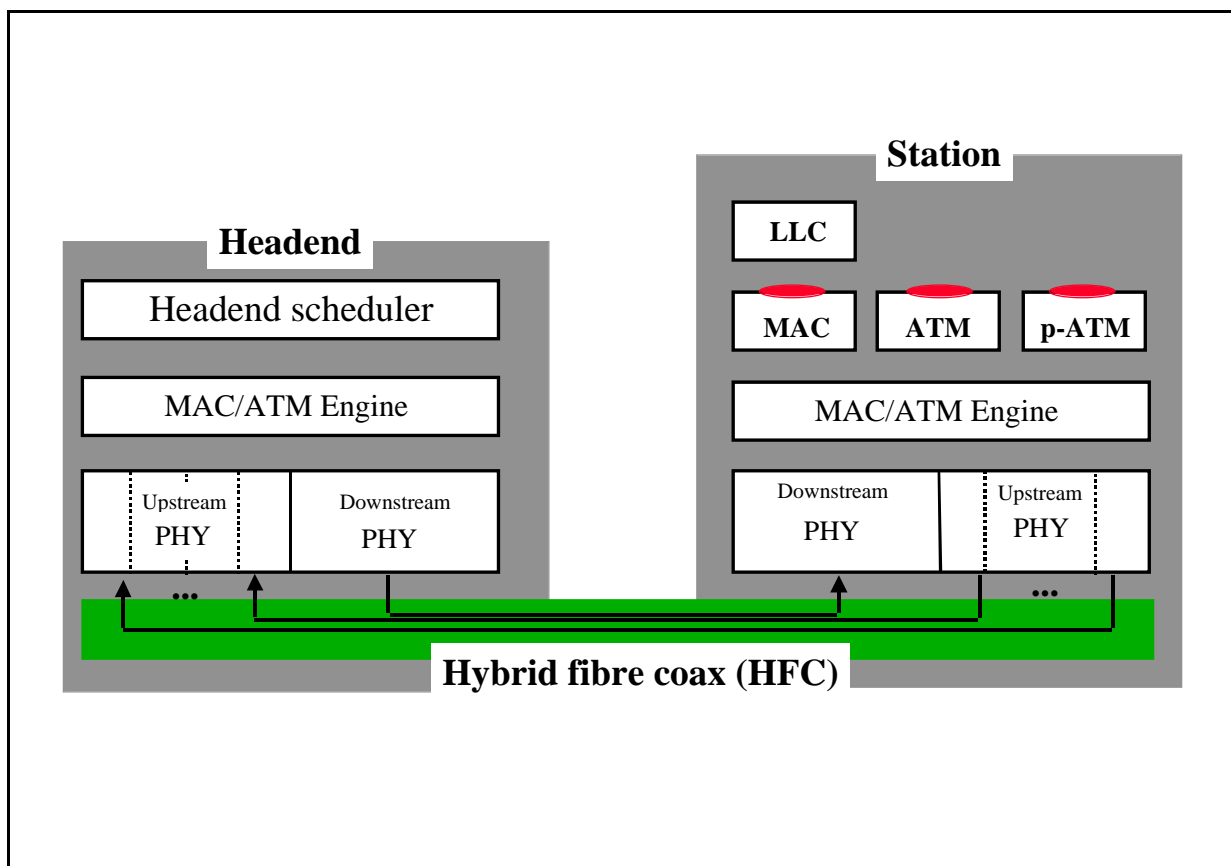 Headend
Headend scheduler
MAC/ATM Engine
Upstream
PHY
Downstream
PHY
...
Station
LLC
MAC
ATM
p-ATM
MAC/ATM Engine
Downstream
PHY
Upstream
PHY
...
Hybrid fibre coax (HFC)